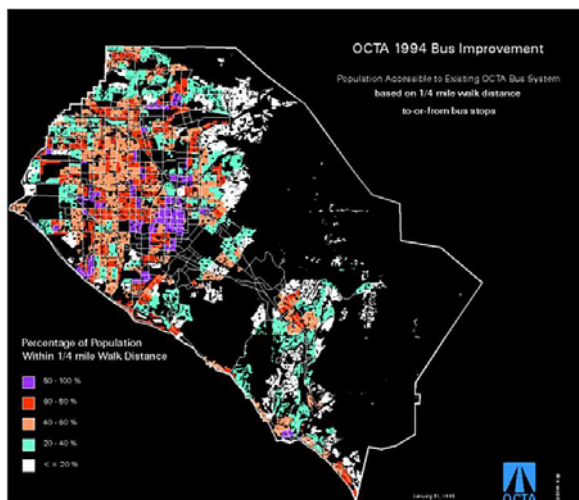 OCTA 1994 Bus Improvement
Population Accessible to Existing OCTA Bus System
based on 1/4 mile walk distance
to-or-from bus stops
Percentage of Population
Within 1/4 mile Walk Distance
80 - 100 %
60 - 80 %
40 - 60 %
20 - 40 %
< = 20 %
OCTA